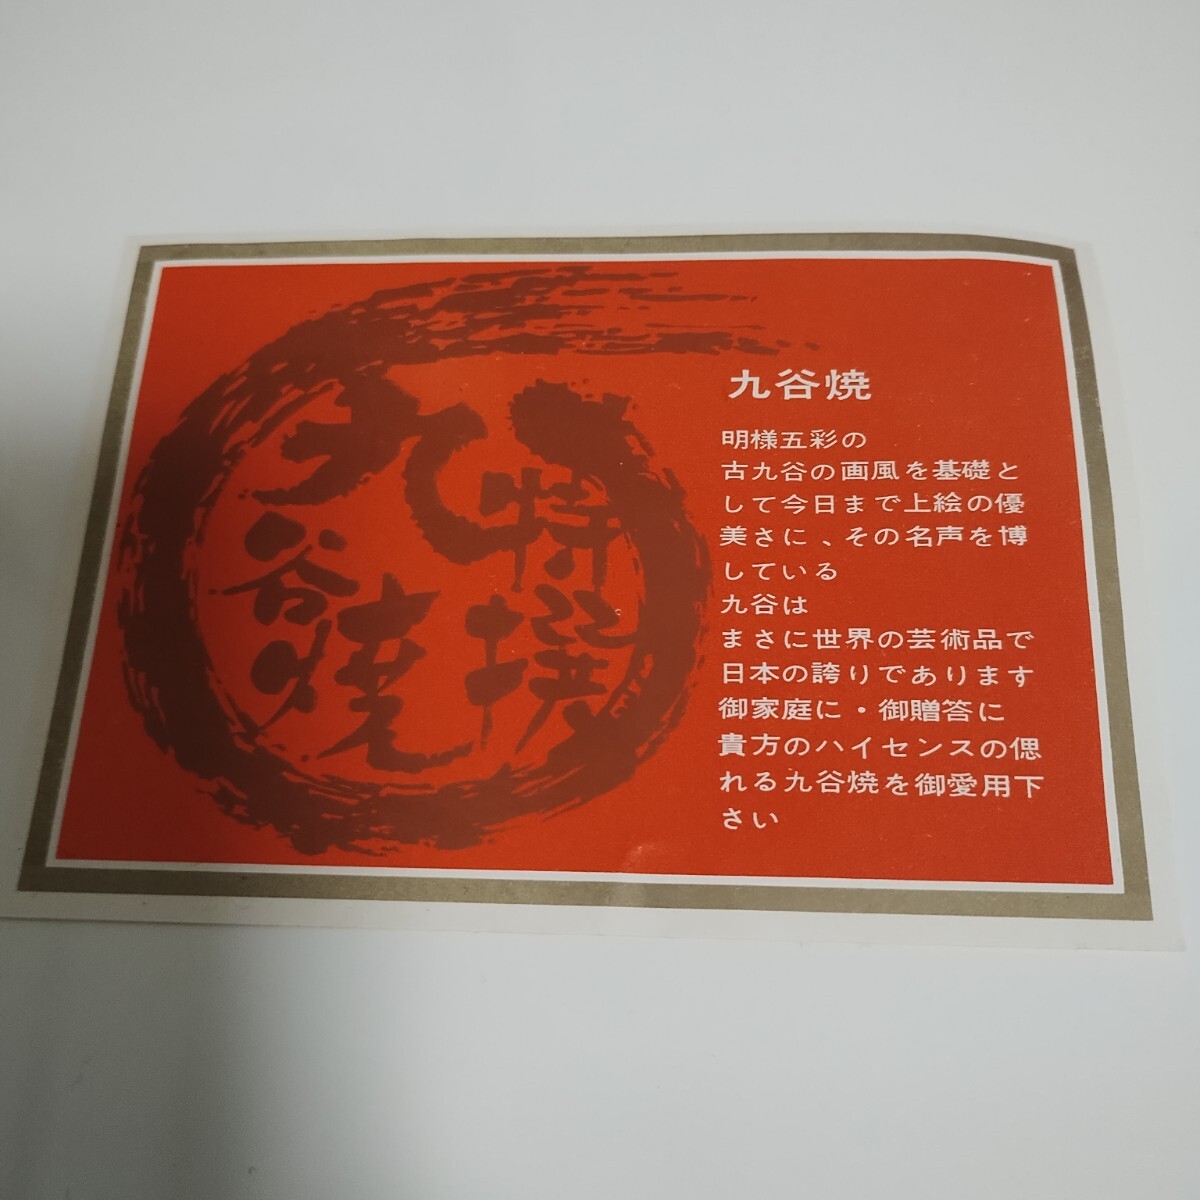 特撰
九谷焼
九谷焼
明様五彩の
古九谷の画風を基礎と
して今日まで上絵の優
美さに、その名声を博
している
九谷は
まさに世界の芸術品で
日本の誇りであります
御家庭に・御贈答に
貴方のハイセンスの偲
れる九谷焼を御愛用下
さい